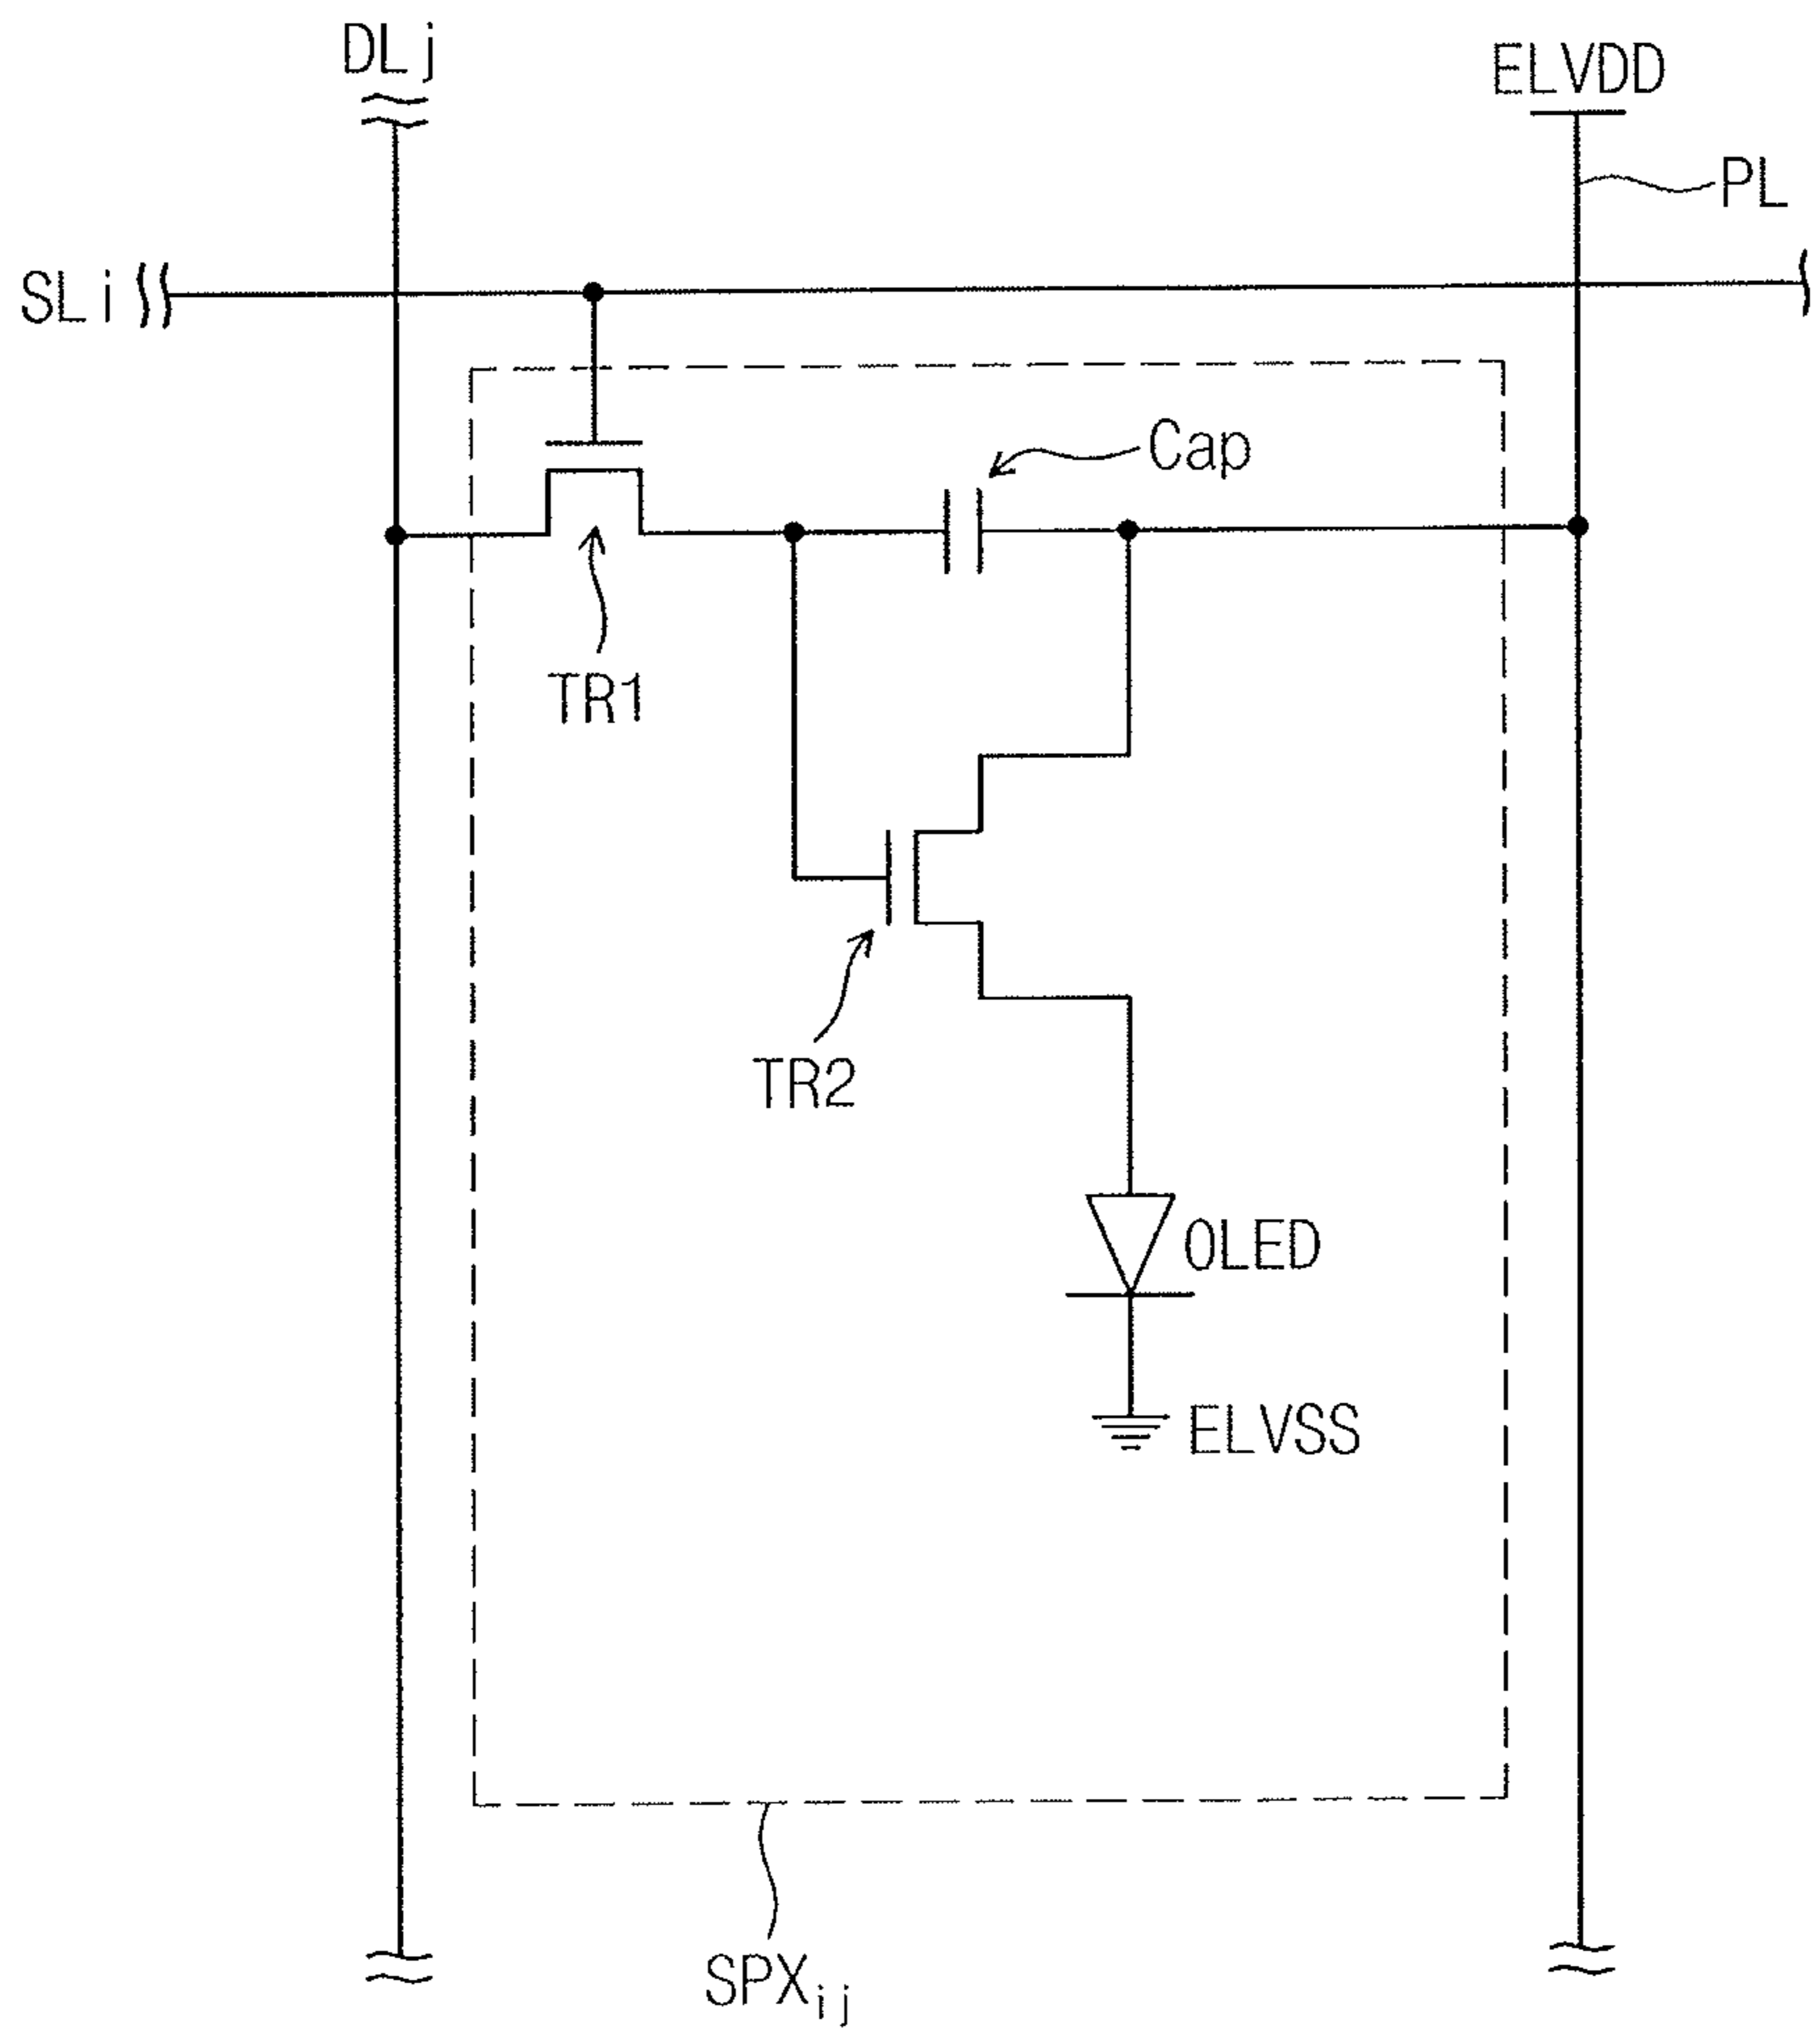 DLj
ELVDD
PL
SLi
Cap
TR1
TR2
OLED
ELVSS
SPXij